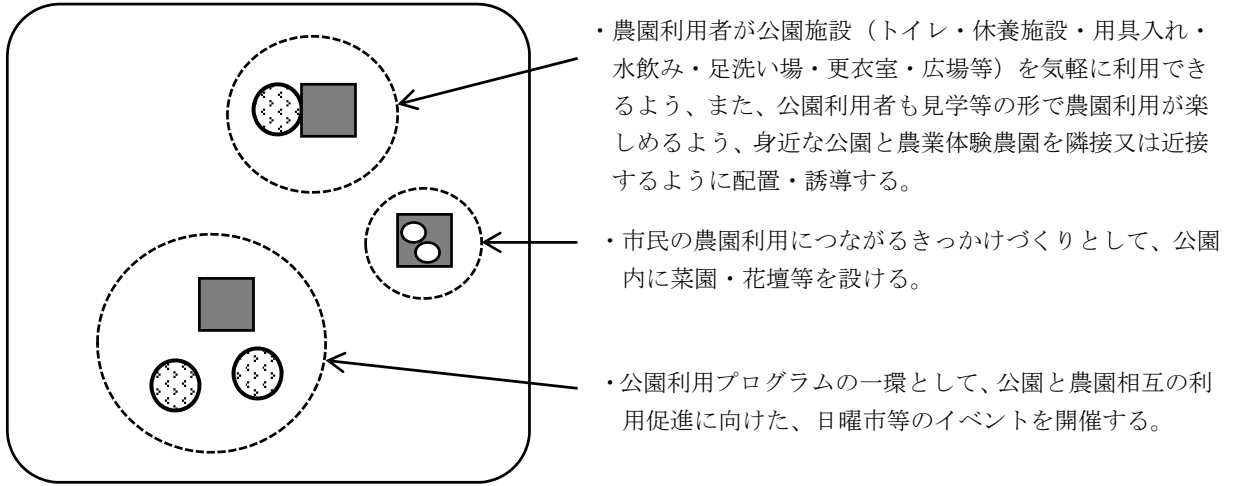 ・農園利用者が公園施設（トイレ・休養施設・用具入れ・
水飲み・足洗い場・更衣室・広場等）を気軽に利用でき
るよう、また、公園利用者も見学等の形で農園利用が楽
しめるよう、身近な公園と農業体験農園を隣接又は近接
するように配置・誘導する。
・市民の農園利用につながるきっかけづくりとして、公園
内に菜園・花壇等を設ける。
・公園利用プログラムの一環として、公園と農園相互の利
用促進に向けた、日曜市等のイベントを開催する。